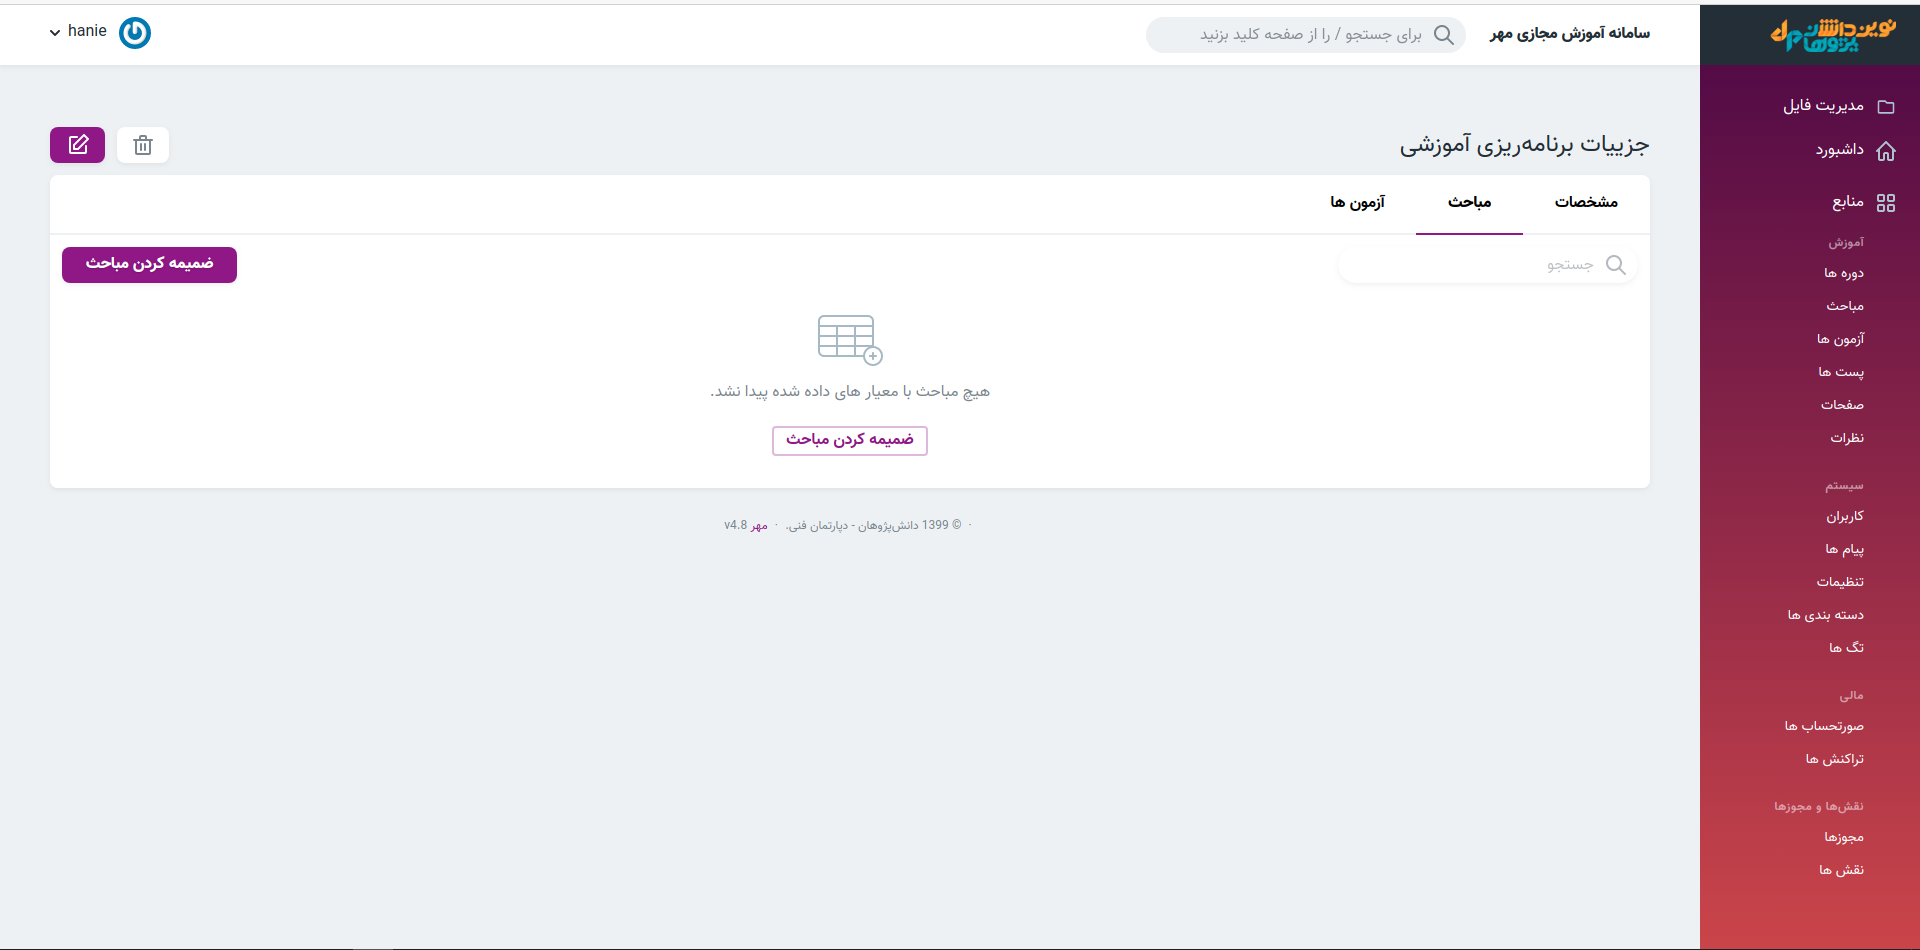 نوین دانش پژوهان
سامانه آموزش مجازی مهر
برای جستجو / را از صفحه کلید بزنید
hanie
مدیریت فایل
داشبورد
منابع
آموزش
دوره ها
مباحث
آزمون ها
پست ها
صفحات
نظرات
سیستم
کاربران
پیام ها
تنظیمات
دسته بندی ها
تگ ها
مالی
صورتحساب ها
تراکنش ها
نقش‌ها و مجوزها
مجوزها
نقش ها
جزییات برنامه‌ریزی آموزشی
مشخصات
مباحث
آزمون ها
جستجو
ضمیمه کردن مباحث
هیچ مباحث با معیار های داده شده پیدا نشد.
ضمیمه کردن مباحث
· © 1399 دانش‌پژوهان - دپارتمان فنی. · مهر v4.8